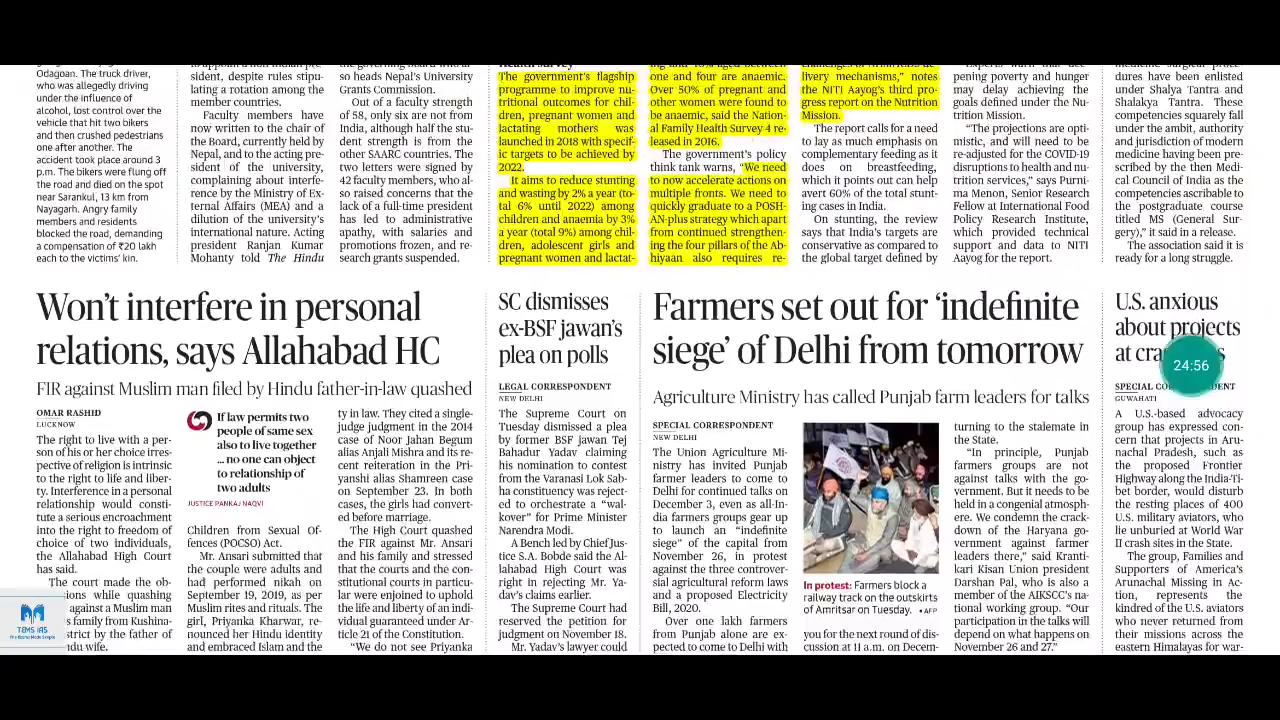 Odagoan. The truck driver,
who was allegedly driving
under the influence of
alcohol, lost control over the
vehicle that hit two bikers
and then crushed pedestrians
one after another. The
accident took place around 3
p.m. The bikers were flung off
the road and died on the spot
near Sarankul, 13 km from
Nayagarh. Angry family
members and residents
blocked the road, demanding
a compensation of ₹20 lakh
each to the victims' kin.
sident, despite rules stipu-
lating a rotation among the
member countries.
Faculty members have
now written to the chair of
the Board, currently held by
Nepal, and to the acting pre-
sident of the university,
complaining about interfe-
rence by the Ministry of Ex-
ternal Affairs (MEA) and a
dilution of the university's
international nature. Acting
president Ranjan Kumar
Mohanty told The Hindu
so heads Nepal's University
Grants Commission.
Out of a faculty strength
of 58, only six are not from
India, although half the stu-
dent strength is from the
other SAARC countries. The
two letters were signed by
42 faculty members, who al-
so raised concerns that the
lack of a full-time president
has led to administrative
apathy, with salaries and
promotions frozen, and re-
search grants suspended.
The government's flagship
programme to improve nu-
tritional outcomes for chil-
dren, pregnant women and
lactating mothers was
launched in 2018 with specif-
ic targets to be achieved by
2022.
It aims to reduce stunting
and wasting by 2% a year (to-
tal 6% until 2022) among
children and anaemia by 3%
a year (total 9%) among chil-
dren, adolescent girls and
pregnant women and lactat-
one and four are anaemic.
Over 50% of pregnant and
other women were found to
be anaemic, said the Nation-
al Family Health Survey 4 re-
leased in 2016.
The government's policy
think tank warns, "We need
to now accelerate actions on
multiple fronts. We need to
quickly graduate to a POSH-
AN-plus strategy which apart
from continued strengthen-
ing the four pillars of the Ab-
hiyaan also requires re-
livery mechanisms," notes
the NITI Aayog's third pro-
gress report on the Nutrition
Mission.
The report calls for a need
to lay as much emphasis on
complementary feeding as it
does on breastfeeding,
which it points out can help
avert 60% of the total stunt-
ing cases in India.
On stunting, the review
says that India's targets are
conservative as compared to
the global target defined by
pening poverty and hunger
may delay achieving the
goals defined under the Nu-
trition Mission.
"The projections are opti-
mistic, and will need to be
re-adjusted for the COVID-19
disruptions to health and nu-
trition services," says Purni-
ma Menon, Senior Research
Fellow at International Food
Policy Research Institute,
which provided technical
support and data to NITI
Aayog for the report.
dures have been enlisted
under Shalya Tantra and
Shalakya Tantra. These
competencies squarely fall
under the ambit, authority
and jurisdiction of modern
medicine having been pre-
scribed by the then Medi-
cal Council of India as the
competencies ascribable to
the postgraduate course
titled MS (General Sur-
gery)," it said in a release.
The association said it is
ready for a long struggle.
Won't interfere in personal
relations, says Allahabad HC
FIR against Muslim man filed by Hindu father-in-law quashed
OMAR RASHID
LUCKNOW
The right to live with a per-
son of his or her choice irres-
pective of religion is intrinsic
to the right to life and liber-
ty. Interference in a personal
relationship would consti-
tute a serious encroachment
into the right to freedom of
choice of two individuals,
the Allahabad High Court
has said.
The court made the ob-
ions while quashing
against a Muslim man
s family from Kushina-
strict by the father of
ndu wife.
If law permits two
people of same sex
also to live together
... no one can object
to relationship of
two adults
JUSTICE PANKAJ NAQVI
Children from Sexual Of-
fences (POCSO) Act.
Mr. Ansari submitted that
the couple were adults and
had performed nikah on
September 19, 2019, as per
Muslim rites and rituals. The
girl, Priyanka Kharwar, re-
nounced her Hindu identity
and embraced Islam and the
ty in law. They cited a single-
judge judgment in the 2014
case of Noor Jahan Begum
alias Anjali Mishra and its re-
cent reiteration in the Pri-
yanshi alias Shamreen case
on September 23. In both
cases, the girls had convert-
ed before marriage.
The High Court quashed
the FIR against Mr. Ansari
and his family and stressed
that the courts and the con-
stitutional courts in particu-
lar were enjoined to uphold
the life and liberty of an indi-
vidual guaranteed under Ar-
ticle 21 of the Constitution.
"We do not see Priyanka
SC dismisses
ex-BSF jawan's
plea on polls
LEGAL CORRESPONDENT
NEW DELHI
The Supreme Court on
Tuesday dismissed a plea
by former BSF jawan Tej
Bahadur Yadav claiming
his nomination to contest
from the Varanasi Lok Sab-
ha constituency was reject-
ed to orchestrate a "wal-
kover" for Prime Minister
Narendra Modi.
A Bench led by Chief Jus-
tice S.A. Bobde said the Al-
lahabad High Court was
right in rejecting Mr. Ya-
dav's claims earlier.
The Supreme Court had
reserved the petition for
judgment on November 18.
Mr. Yadav's lawyer could
Farmers set out for 'indefinite
siege' of Delhi from tomorrow
Agriculture Ministry has called Punjab farm leaders for talks
SPECIAL CORRESPONDENT
NEW DELHI
The Union Agriculture Mi-
nistry has invited Punjab
farmer leaders to come to
Delhi for continued talks on
December 3, even as all-In-
dia farmers groups gear up
to launch an "indefinite
siege" of the capital from
November 26, in protest
against the three controver-
sial agricultural reform laws
and a proposed Electricity
Bill, 2020.
Over one lakh farmers
from Punjab alone are ex-
pected to come to Delhi with
In protest: Farmers block a
railway track on the outskirts
of Amritsar on Tuesday. •AFP
you for the next round of dis-
cussion at 11 a.m. on Decem-
turning to the stalemate in
the State.
"In principle, Punjab
farmers groups are not
against talks with the go-
vernment. But it needs to be
held in a congenial atmosph-
ere. We condemn the crack-
down of the Haryana go-
vernment against farmer
leaders there," said Kranti-
kari Kisan Union president
Darshan Pal, who is also a
member of the AIKSCC's na-
tional working group. "Our
participation in the talks will
depend on what happens on
November 26 and 27."
U.S. anxious
about projects
at cra
24:56
SPECIAL CO
GUWAHATI
A U.S.-based advocacy
group has expressed con-
cern that projects in Aru-
nachal Pradesh, such as
the proposed Frontier
Highway along the India-Ti-
bet border, would disturb
the resting places of 400
U.S. military aviators, who
lie unburied at World War
II crash sites in the State.
The group, Families and
Supporters of America's
Arunachal Missing in Ac-
tion, represents the
kindred of the U.S. aviators
who never returned from
their missions across the
eastern Himalayas for war-
TEMS IAS